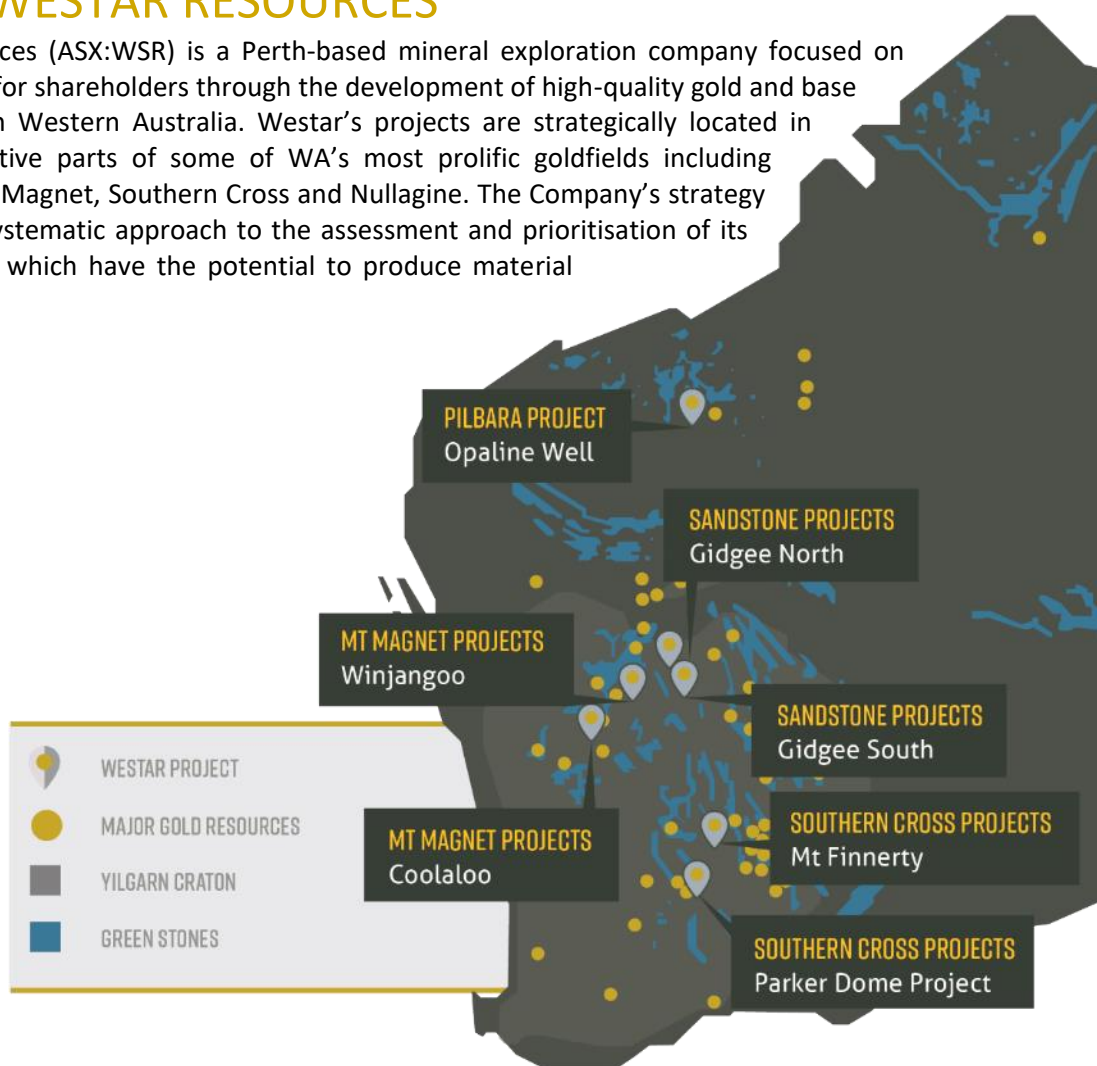 WESTAR RESOURCES
ces (ASX:WSR) is a Perth-based mineral exploration company focused on
for shareholders through the development of high-quality gold and base
Western Australia. Westar's projects are strategically located in
tive parts of some of WA's most prolific goldfields including
Magnet, Southern Cross and Nullagine. The Company's strategy
ystematic approach to the assessment and prioritisation of its
which have the potential to produce material
PILBARA PROJECT
Opaline Well
SANDSTONE PROJECTS
Gidgee North
MT MAGNET PROJECTS
Winjangoo
SANDSTONE PROJECTS
Gidgee South
WESTAR PROJECT
MAJOR GOLD RESOURCES
YILGARN CRATON
GREEN STONES
MT MAGNET PROJECTS
Coolaloo
SOUTHERN CROSS PROJECTS
Mt Finnerty
SOUTHERN CROSS PROJECTS
Parker Dome Project